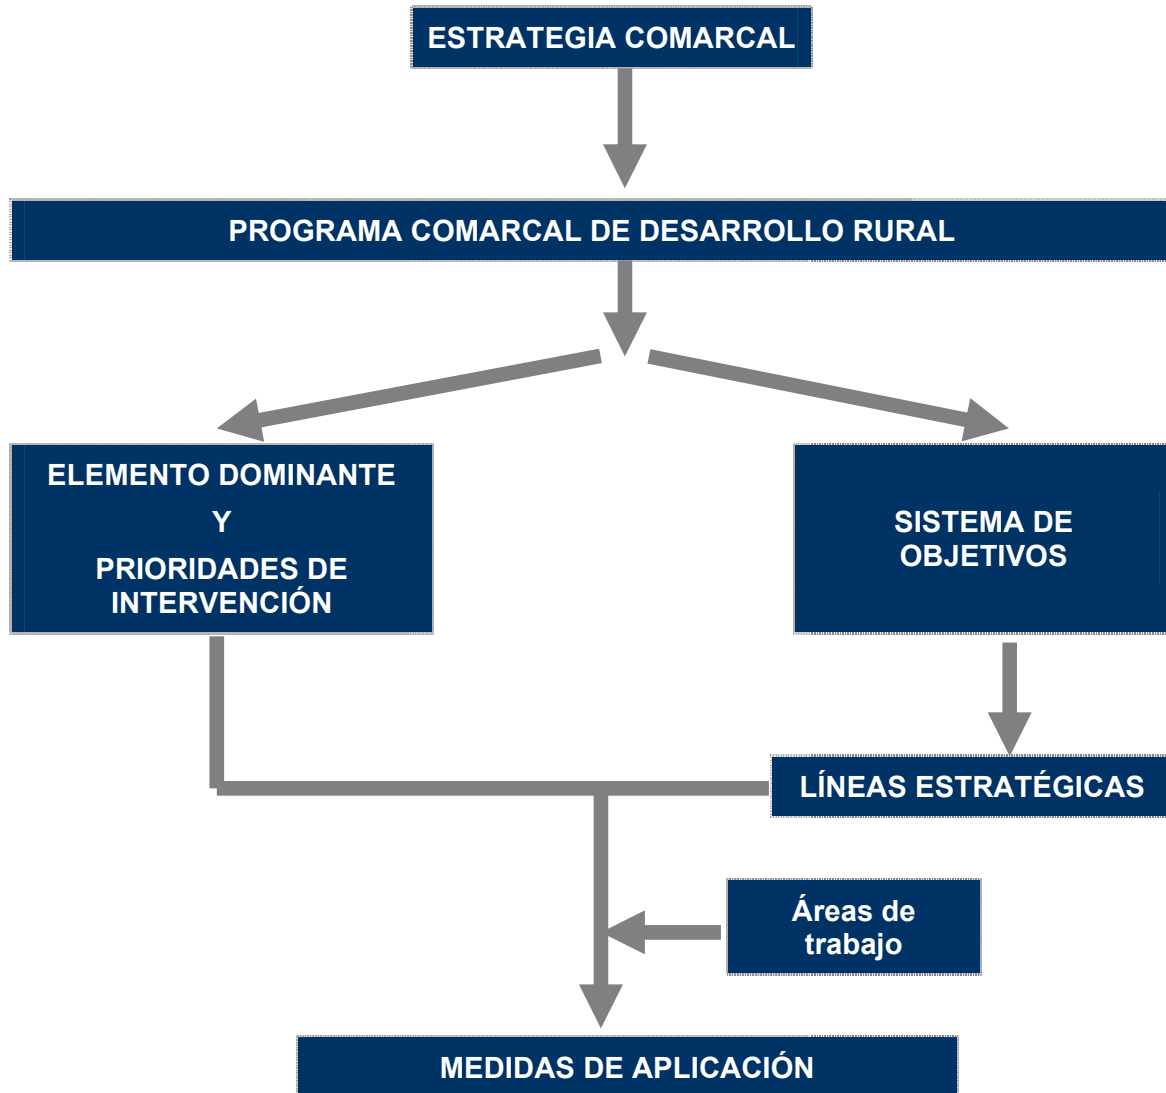 ESTRATEGIA COMARCAL
PROGRAMA COMARCAL DE DESARROLLO RURAL
ELEMENTO DOMINANTE
Y
PRIORIDADES DE
INTERVENCIÓN
SISTEMA DE
OBJETIVOS
LÍNEAS ESTRATÉGICAS
Áreas de
trabajo
MEDIDAS DE APLICACIÓN